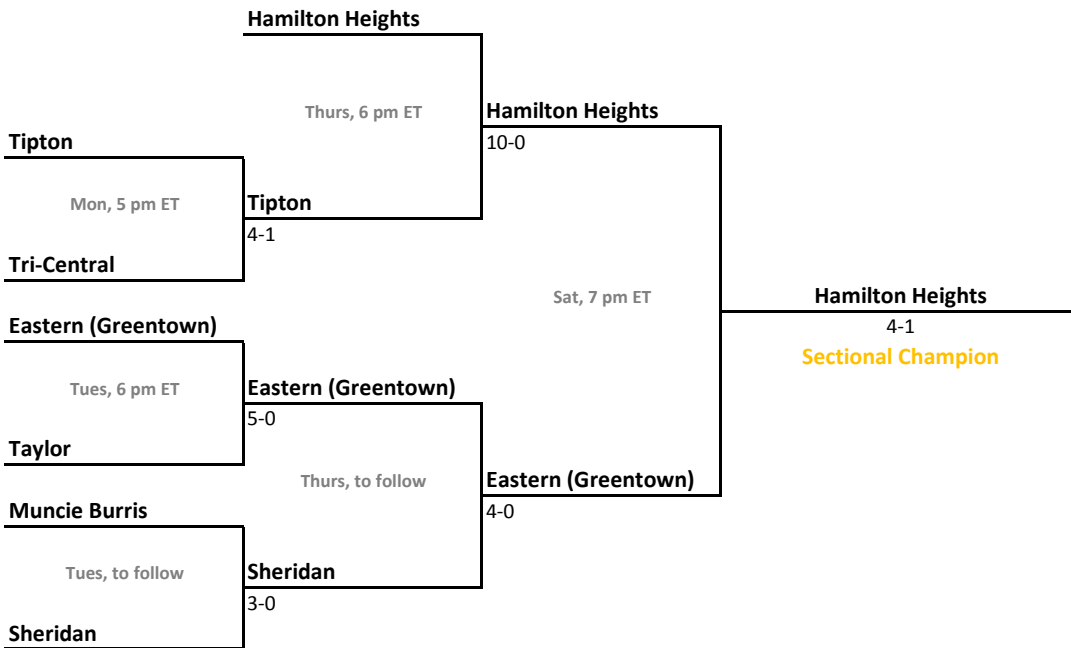 Hamilton Heights
Thurs, 6 pm ET
Hamilton Heights
10-0
Tipton
Mon, 5 pm ET
Tipton
4-1
Tri-Central
Sat, 7 pm ET
Hamilton Heights
4-1
Sectional Champion
Eastern (Greentown)
Tues, 6 pm ET
Eastern (Greentown)
5-0
Taylor
Thurs, to follow
Eastern (Greentown)
4-0
Muncie Burris
Tues, to follow
Sheridan
3-0
Sheridan